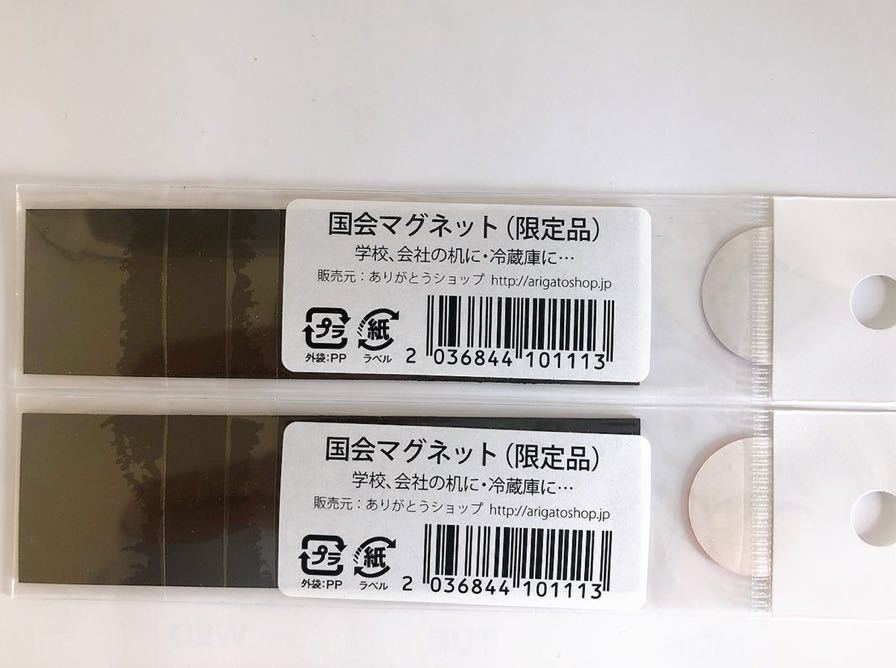 国会マグネット(限定品)
学校、会社の机に・冷蔵庫に…
販売元：ありがとうショップ http://arigatoshop.jp
プラ 紙
外袋：PP ラベル
2 036844 101113
国会マグネット(限定品)
学校、会社の机に・冷蔵庫に…
販売元：ありがとうショップ http://arigatoshop.jp
プラ 紙
外袋：PP ラベル
2 036844 101113
WED TUE